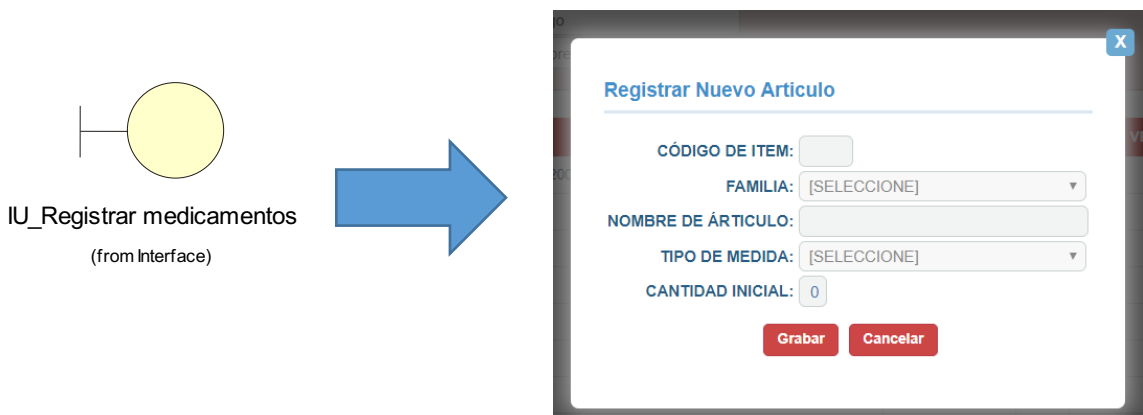 IU_Registrar medicamentos
(from Interface)
X
Registrar Nuevo Articulo
CÓDIGO DE ITEM:
FAMILIA: [SELECCIONE]
NOMBRE DE ÁRTICULO:
TIPO DE MEDIDA: [SELECCIONE]
CANTIDAD INICIAL: 0
Grabar Cancelar